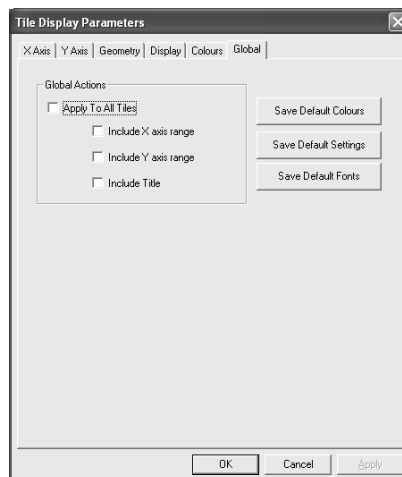 Tile Display Parameters
X Axis Y Axis Geometry Display Colours Global
Global Actions
Apply To All Tiles
Include X axis range
Include Y axis range
Include Title
Save Default Colours
Save Default Settings
Save Default Fonts
OK Cancel Apply